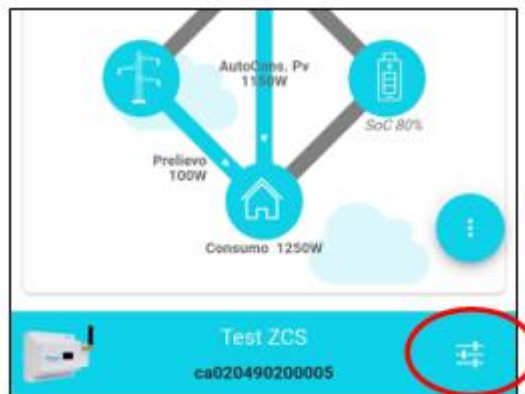 AutoCons. Pv
1150W
SoC 80%
Prelievo
100W
Consumo 1250W
Test ZCS
ca020490200005